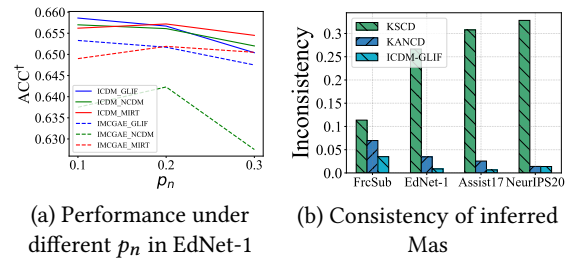 ACC†
0.660
0.655
0.650
0.645
0.640
0.635
0.630
ICDM_GLIF
ICDM_NCDM
ICDM_MIRT
IMCGAE_GLIF
IMCGAE_NCDM
IMCGAE_MIRT
0.1 0.2 0.3
pn
(a) Performance under
different pn in EdNet-1
Inconsistency
0.3
0.25
0.2
0.15
0.1
0.05
0.0
KSCD
KANCD
ICDM-GLIF
FrcSub EdNet-1 Assist17 NeurIPS20
(b) Consistency of inferred
Mas